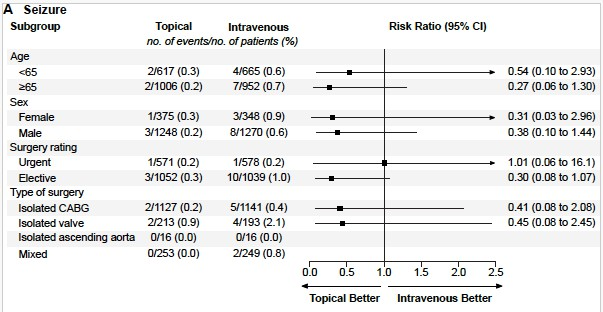 A Seizure
Subgroup Topical Intravenous Risk Ratio (95% CI)
no. of events/no. of patients (%)
Age
<65 2/617 (0.3) 4/665 (0.6) 0.54 (0.10 to 2.93)
≥65 2/1006 (0.2) 7/952 (0.7) 0.27 (0.06 to 1.30)
Sex
Female 1/375 (0.3) 3/348 (0.9) 0.31 (0.03 to 2.96)
Male 3/1248 (0.2) 8/1270 (0.6) 0.38 (0.10 to 1.44)
Surgery rating
Urgent 1/571 (0.2) 1/578 (0.2) 1.01 (0.06 to 16.1)
Elective 3/1052 (0.3) 10/1039 (1.0) 0.30 (0.08 to 1.07)
Type of surgery
Isolated CABG 2/1127 (0.2) 5/1141 (0.4) 0.41 (0.08 to 2.08)
Isolated valve 2/213 (0.9) 4/193 (2.1) 0.45 (0.08 to 2.45)
Isolated ascending aorta 0/16 (0.0) 0/16 (0.0)
Mixed 0/253 (0.0) 2/249 (0.8)
0.0 0.5 1.0 1.5 2.0 2.5
Topical Better Intravenous Better